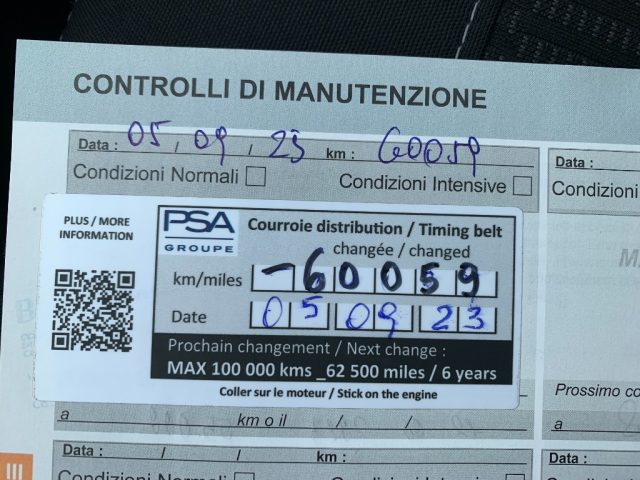 CONTROLLI DI MANUTENZIONE
Data : 05 / 09 / 23 km : 60059
Condizioni Normali Condizioni Intensive
Data :
Condizioni
PLUS / MORE
INFORMATION
PSA
GROUPE
Courroie distribution / Timing belt
changée / changed
km/miles -60059
Date 05 09 23
Prochain changement / Next change :
MAX 100 000 kms _62 500 miles / 6 years
Coller sur le moteur / Stick on the engine
Prossimo co
a km o il / /
a
Data : / / km :
Condizioni Normali Condizioni Intensive
Data :